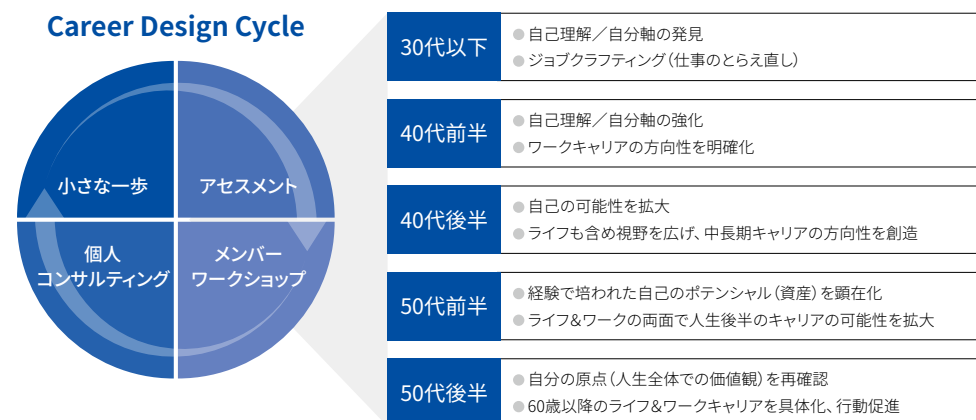 Career Design Cycle
小さな一歩
アセスメント
個人
コンサルティング
メンバー
ワークショップ
30代以下
●自己理解／自分軸の発見
●ジョブクラフティング（仕事のとらえ直し）
40代前半
●自己理解／自分軸の強化
●ワークキャリアの方向性を明確化
40代後半
●自己の可能性を拡大
●ライフも含め視野を広げ、中長期キャリアの方向性を創造
50代前半
●経験で培われた自己のポテンシャル（資産）を顕在化
●ライフ&ワークの両面で人生後半のキャリアの可能性を拡大
50代後半
●自分の原点（人生全体での価値観）を再確認
●60歳以降のライフ&ワークキャリアを具体化、行動促進